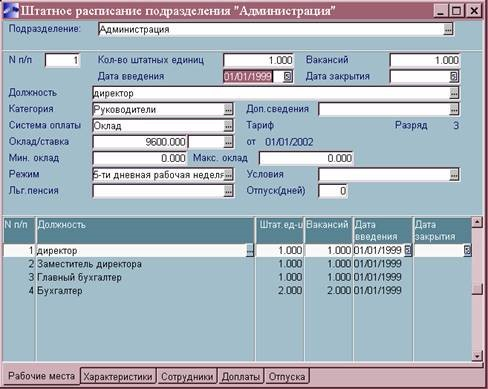 Штатное расписание подразделения "Администрация"
Подразделение: Администрация
N п/п 1 Кол-во штатных единиц 1.000 Вакансий 1.000
Дата введения 01/01/1999 Дата закрытия
Должность директор
Категория Руководители Доп.сведения
Система оплаты Оклад Тариф Разряд 3
Оклад/ставка 9600.000 от 01/01/2002
Мин. оклад 0.000 Макс. оклад 0.000
Режим 5-ти дневная рабочая неделя Условия
Льг.пенсия Отпуск(дней) 0
N п/п Должность Штат.ед-ц Вакансий Дата введения Дата закрытия
1 директор 1.000 1.000 01/01/1999
2 Заместитель директора 1.000 1.000 01/01/1999
3 Главный бухгалтер 1.000 1.000 01/01/1999
4 Бухгалтер 2.000 2.000 01/01/1999
Рабочие места Характеристики Сотрудники Доплаты Отпуска